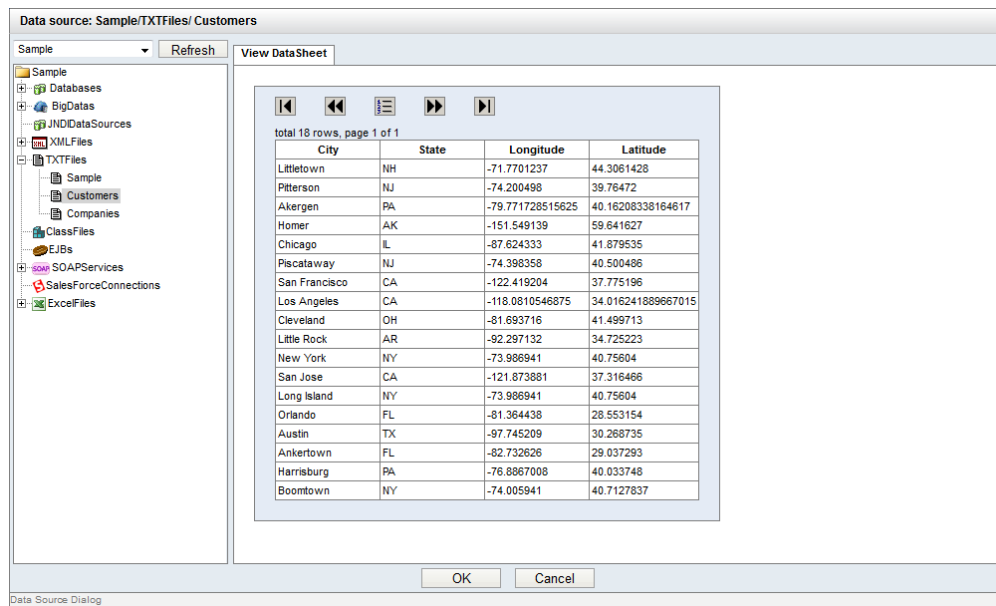 Data source: Sample/TXTFiles/ Customers
Sample Refresh
Sample
Databases
BigDatas
JNDIDataSources
XML XMLFiles
TXTFiles
Sample
Customers
Companies
ClassFiles
EJBs
SOAP SOAPServices
SalesForceConnections
ExcelFiles
View DataSheet
total 18 rows, page 1 of 1
City State Longitude Latitude
Littletown NH -71.7701237 44.3061428
Pitterson NJ -74.200498 39.76472
Akergen PA -79.771728515625 40.16208338164617
Homer AK -151.549139 59.641627
Chicago IL -87.624333 41.879535
Piscataway NJ -74.398358 40.500486
San Francisco CA -122.419204 37.775196
Los Angeles CA -118.0810546875 34.016241889667015
Cleveland OH -81.693716 41.499713
Little Rock AR -92.297132 34.725223
New York NY -73.986941 40.75604
San Jose CA -121.873881 37.316466
Long Island NY -73.986941 40.75604
Orlando FL -81.364438 28.553154
Austin TX -97.745209 30.268735
Ankertown FL -82.732626 29.037293
Harrisburg PA -76.8867008 40.033748
Boomtown NY -74.005941 40.7127837
OK Cancel
Data Source Dialog